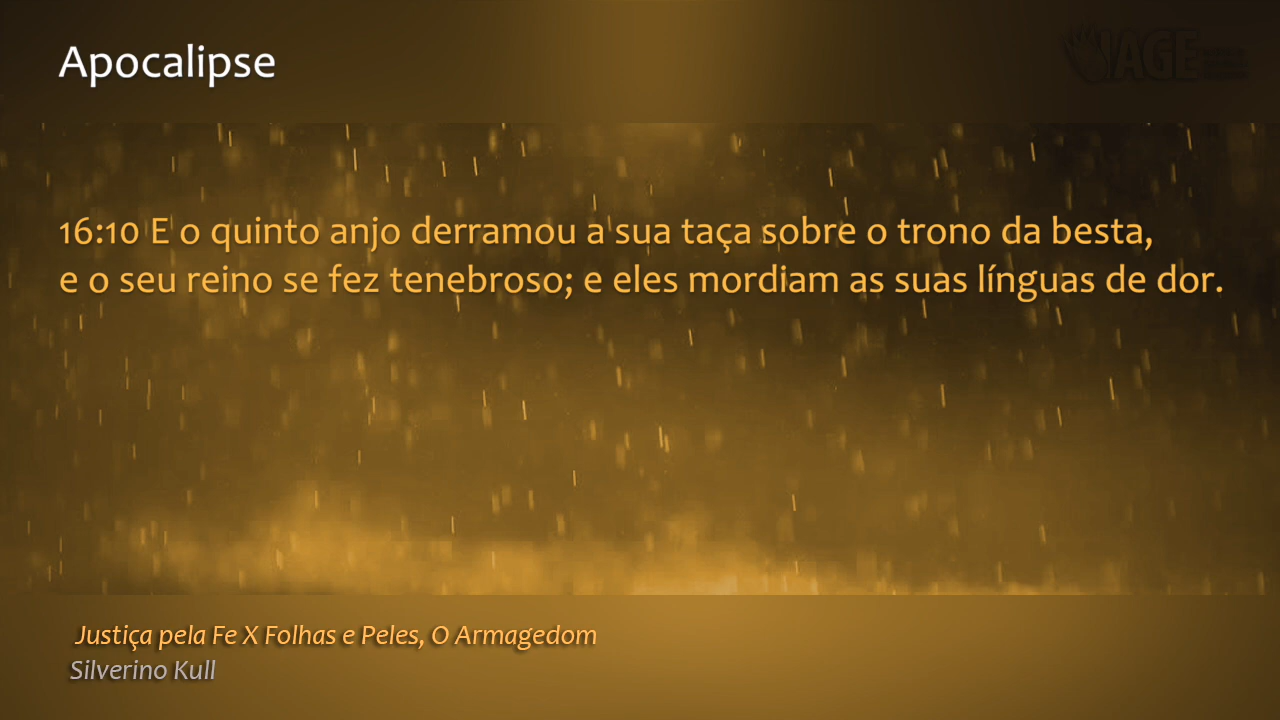 Apocalipse
IAGE
16:10 E o quinto anjo derramou a sua taça sobre o trono da besta,
e o seu reino se fez tenebroso; e eles mordiam as suas línguas de dor.
Justiça pela Fe X Folhas e Peles, O Armagedom
Silverino Kull